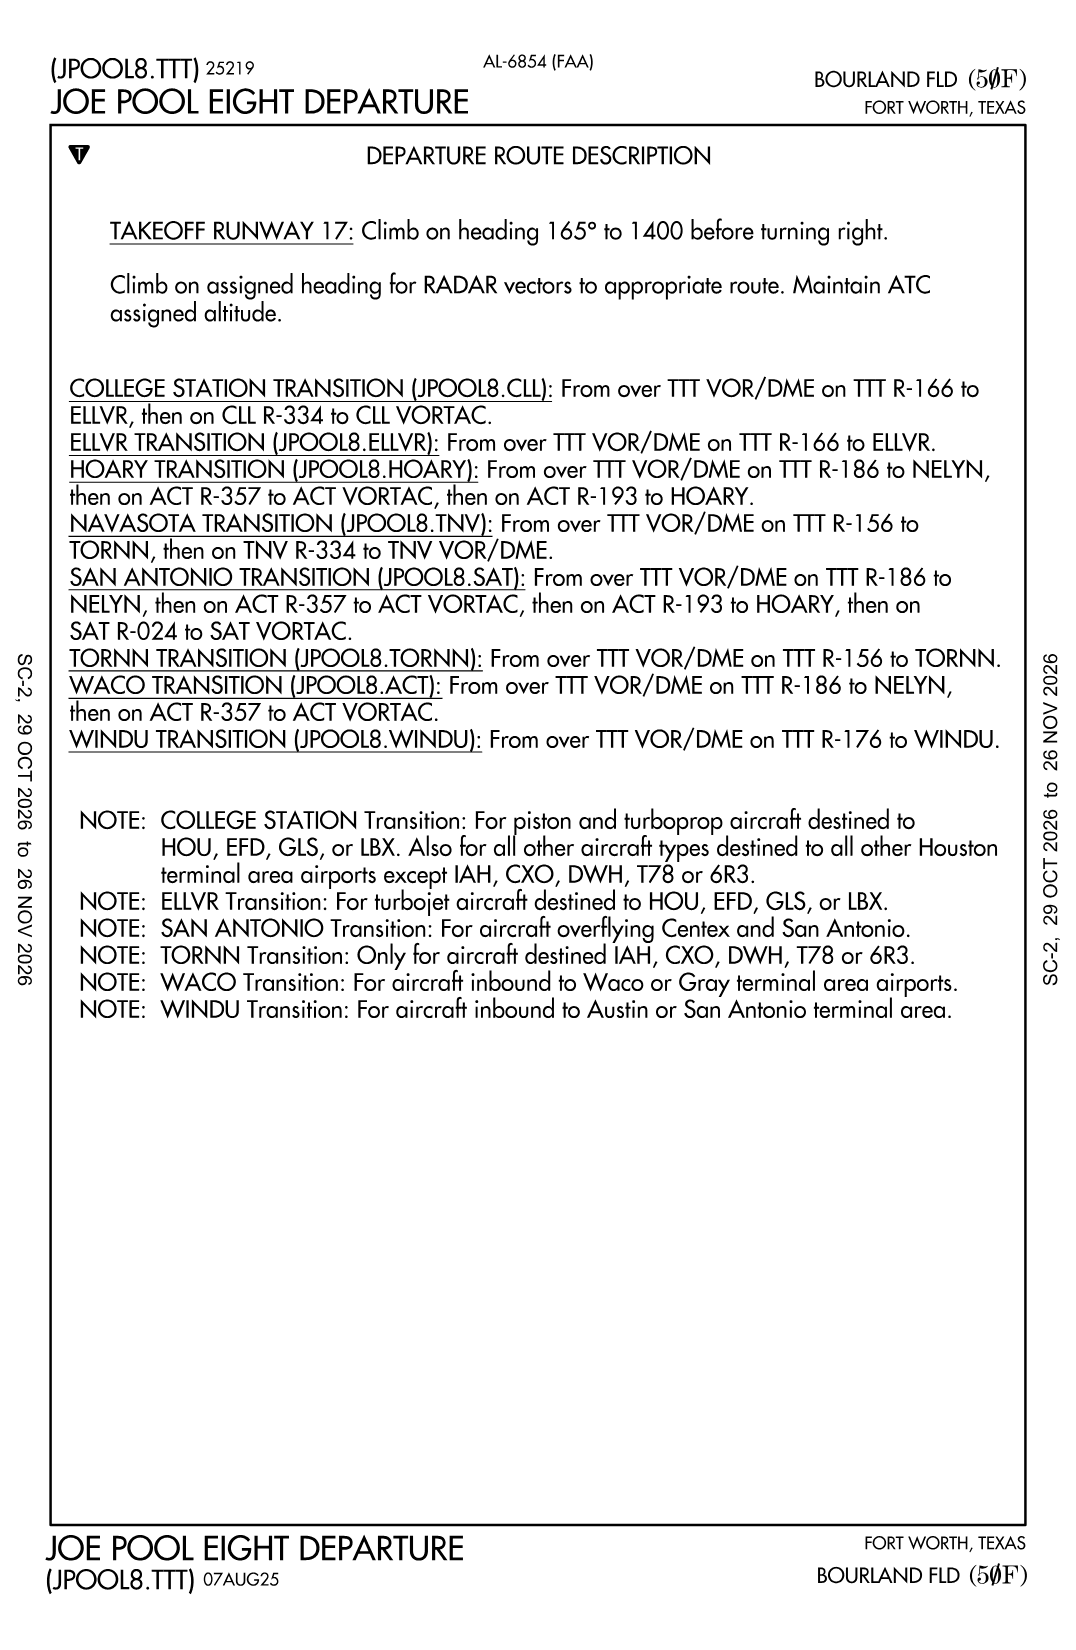 (JPOOL8.TTT) 25219
AL-6854 (FAA)
BOURLAND FLD (50F)
JOE POOL EIGHT DEPARTURE
FORT WORTH, TEXAS
T
DEPARTURE ROUTE DESCRIPTION
TAKEOFF RUNWAY 17: Climb on heading 165° to 1400 before turning right.
Climb on assigned heading for RADAR vectors to appropriate route. Maintain ATC
assigned altitude.
COLLEGE STATION TRANSITION (JPOOL8.CLL): From over TTT VOR/DME on TTT R-166 to
ELLVR, then on CLL R-334 to CLL VORTAC.
ELLVR TRANSITION (JPOOL8.ELLVR): From over TTT VOR/DME on TTT R-166 to ELLVR.
HOARY TRANSITION (JPOOL8.HOARY): From over TTT VOR/DME on TTT R-186 to NELYN,
then on ACT R-357 to ACT VORTAC, then on ACT R-193 to HOARY.
NAVASOTA TRANSITION (JPOOL8.TNV): From over TTT VOR/DME on TTT R-156 to
TORNN, then on TNV R-334 to TNV VOR/DME.
SAN ANTONIO TRANSITION (JPOOL8.SAT): From over TTT VOR/DME on TTT R-186 to
NELYN, then on ACT R-357 to ACT VORTAC, then on ACT R-193 to HOARY, then on
SAT R-024 to SAT VORTAC.
TORNN TRANSITION (JPOOL8.TORNN): From over TTT VOR/DME on TTT R-156 to TORNN.
WACO TRANSITION (JPOOL8.ACT): From over TTT VOR/DME on TTT R-186 to NELYN,
then on ACT R-357 to ACT VORTAC.
WINDU TRANSITION (JPOOL8.WINDU): From over TTT VOR/DME on TTT R-176 to WINDU.
NOTE: COLLEGE STATION Transition: For piston and turboprop aircraft destined to
HOU, EFD, GLS, or LBX. Also for all other aircraft types destined to all other Houston
terminal area airports except IAH, CXO, DWH, T78 or 6R3.
NOTE: ELLVR Transition: For turbojet aircraft destined to HOU, EFD, GLS, or LBX.
NOTE: SAN ANTONIO Transition: For aircraft overflying Centex and San Antonio.
NOTE: TORNN Transition: Only for aircraft destined IAH, CXO, DWH, T78 or 6R3.
NOTE: WACO Transition: For aircraft inbound to Waco or Gray terminal area airports.
NOTE: WINDU Transition: For aircraft inbound to Austin or San Antonio terminal area.
SC-2, 29 OCT 2026 to 26 NOV 2026
SC-2, 29 OCT 2026 to 26 NOV 2026
JOE POOL EIGHT DEPARTURE
FORT WORTH, TEXAS
(JPOOL8.TTT) 07AUG25
BOURLAND FLD (50F)